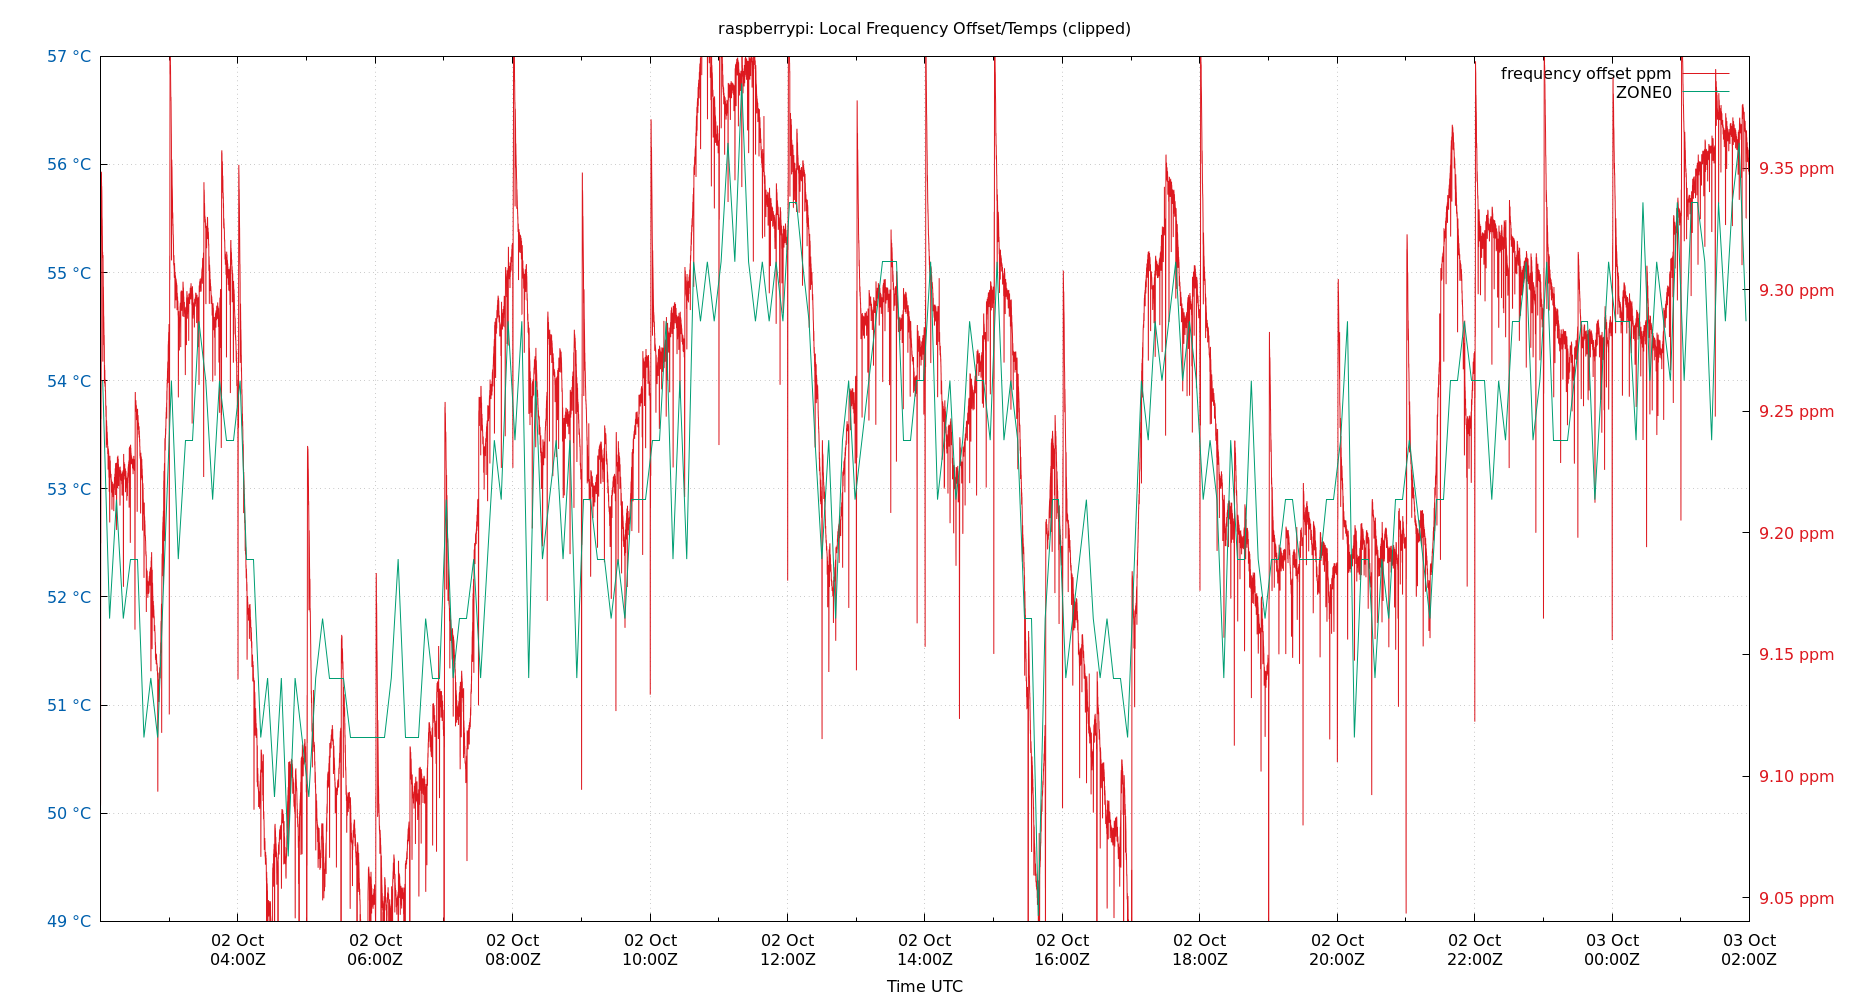 raspberrypi: Local Frequency Offset/Temps (clipped)
57 °C
56 °C
55 °C
54 °C
53 °C
52 °C
51 °C
50 °C
49 °C
frequency offset ppm
ZONE0
9.35 ppm
9.30 ppm
9.25 ppm
9.20 ppm
9.15 ppm
9.10 ppm
9.05 ppm
02 Oct 02 Oct 02 Oct 02 Oct 02 Oct 02 Oct 02 Oct 02 Oct 02 Oct 02 Oct 03 Oct 03 Oct
04:00Z 06:00Z 08:00Z 10:00Z 12:00Z 14:00Z 16:00Z 18:00Z 20:00Z 22:00Z 00:00Z 02:00Z
Time UTC